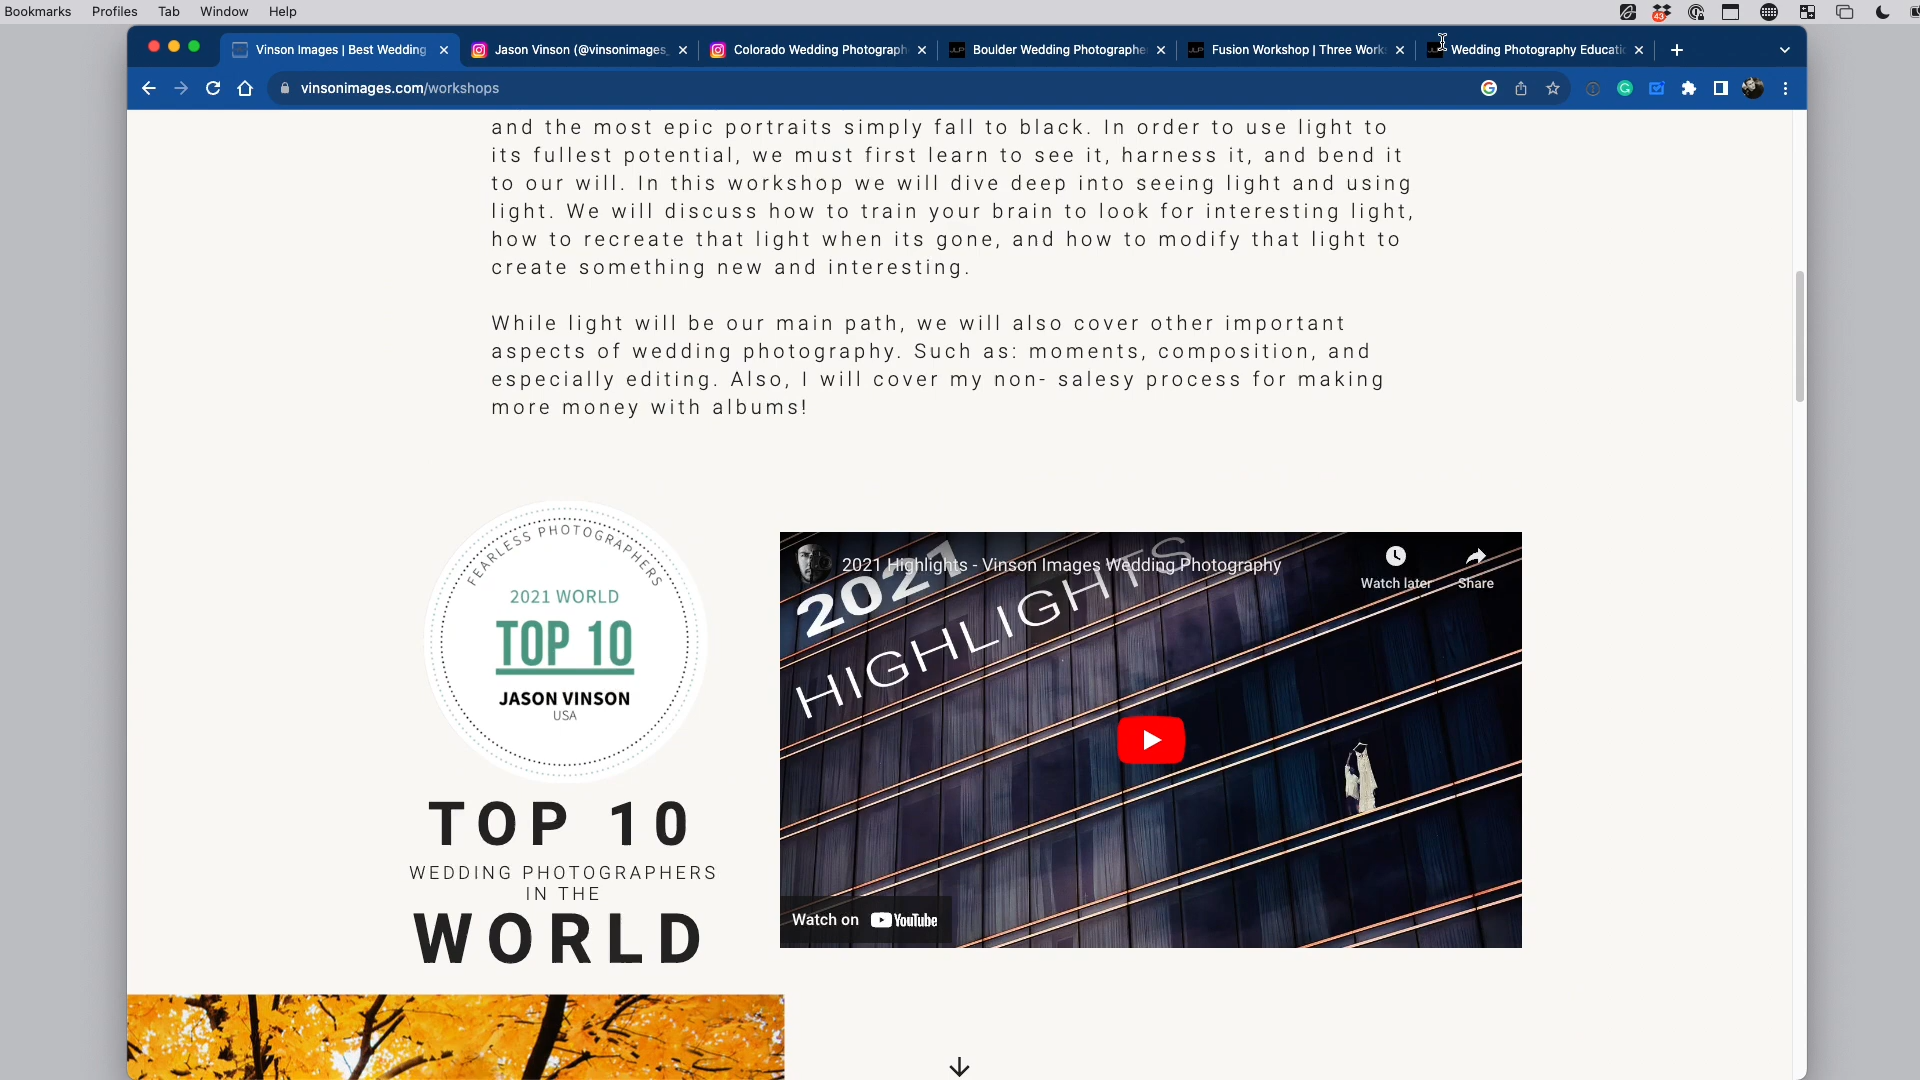 Bookmarks Profiles Tab Window Help
43
Vinson Images | Best Wedding
Jason Vinson (@vinsonimages_
Colorado Wedding Photograph
Boulder Wedding Photographe
Fusion Workshop | Three Work
Wedding Photography Educati
vinsonimages.com/workshops
and the most epic portraits simply fall to black. In order to use light to
its fullest potential, we must first learn to see it, harness it, and bend it
to our will. In this workshop we will dive deep into seeing light and using
light. We will discuss how to train your brain to look for interesting light,
how to recreate that light when its gone, and how to modify that light to
create something new and interesting.
While light will be our main path, we will also cover other important
aspects of wedding photography. Such as: moments, composition, and
especially editing. Also, I will cover my non- salesy process for making
more money with albums!
FEARLESS PHOTOGRAPHERS
2021 WORLD
TOP 10
JASON VINSON
USA
TOP 10
WEDDING PHOTOGRAPHERS
IN THE
WORLD
2021 Highlights - Vinson Images Wedding Photography
Watch later
Share
2021
HIGHLIGHTS
Watch on YouTube